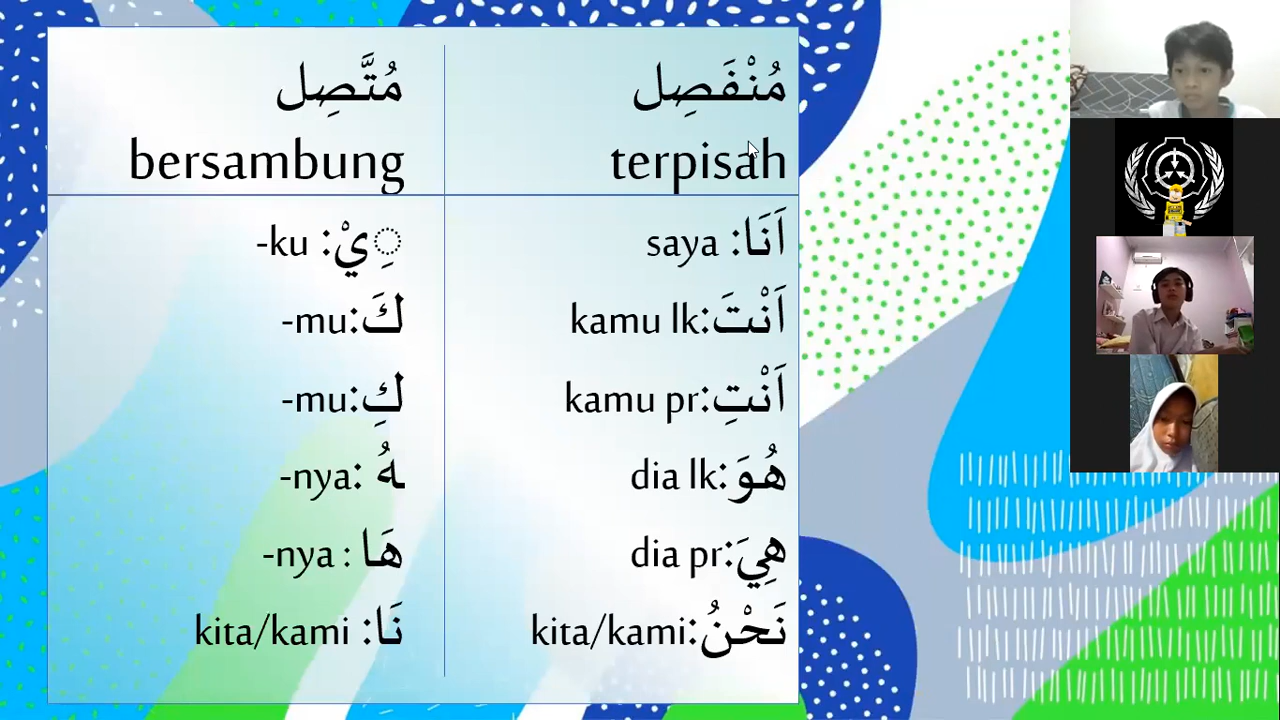 مُنْفَصِل
terpisah
مُتَّصِل
bersambung
اَنَا: saya
ـِيْ: -ku
اَنْتَ:kamu lk
كَ:-mu
اَنْتِ:kamu pr
كِ:-mu
هُوَ:dia lk
ـهُ :-nya
هِيَ:dia pr
هَا : -nya
نَحْنُ:kita/kami
نَا: kita/kami